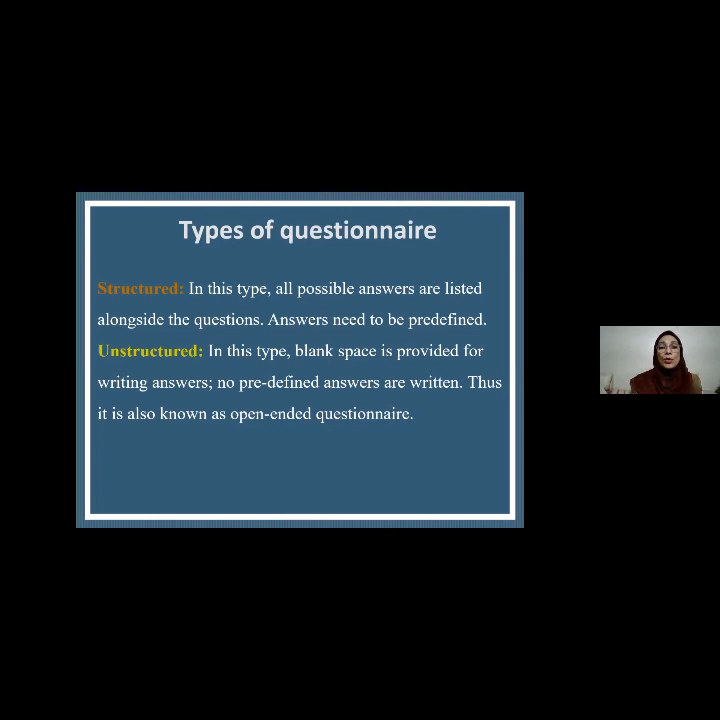 Types of questionnaire
Structured: In this type, all possible answers are listed
alongside the questions. Answers need to be predefined.
Unstructured: In this type, blank space is provided for
writing answers; no pre-defined answers are written. Thus
it is also known as open-ended questionnaire.